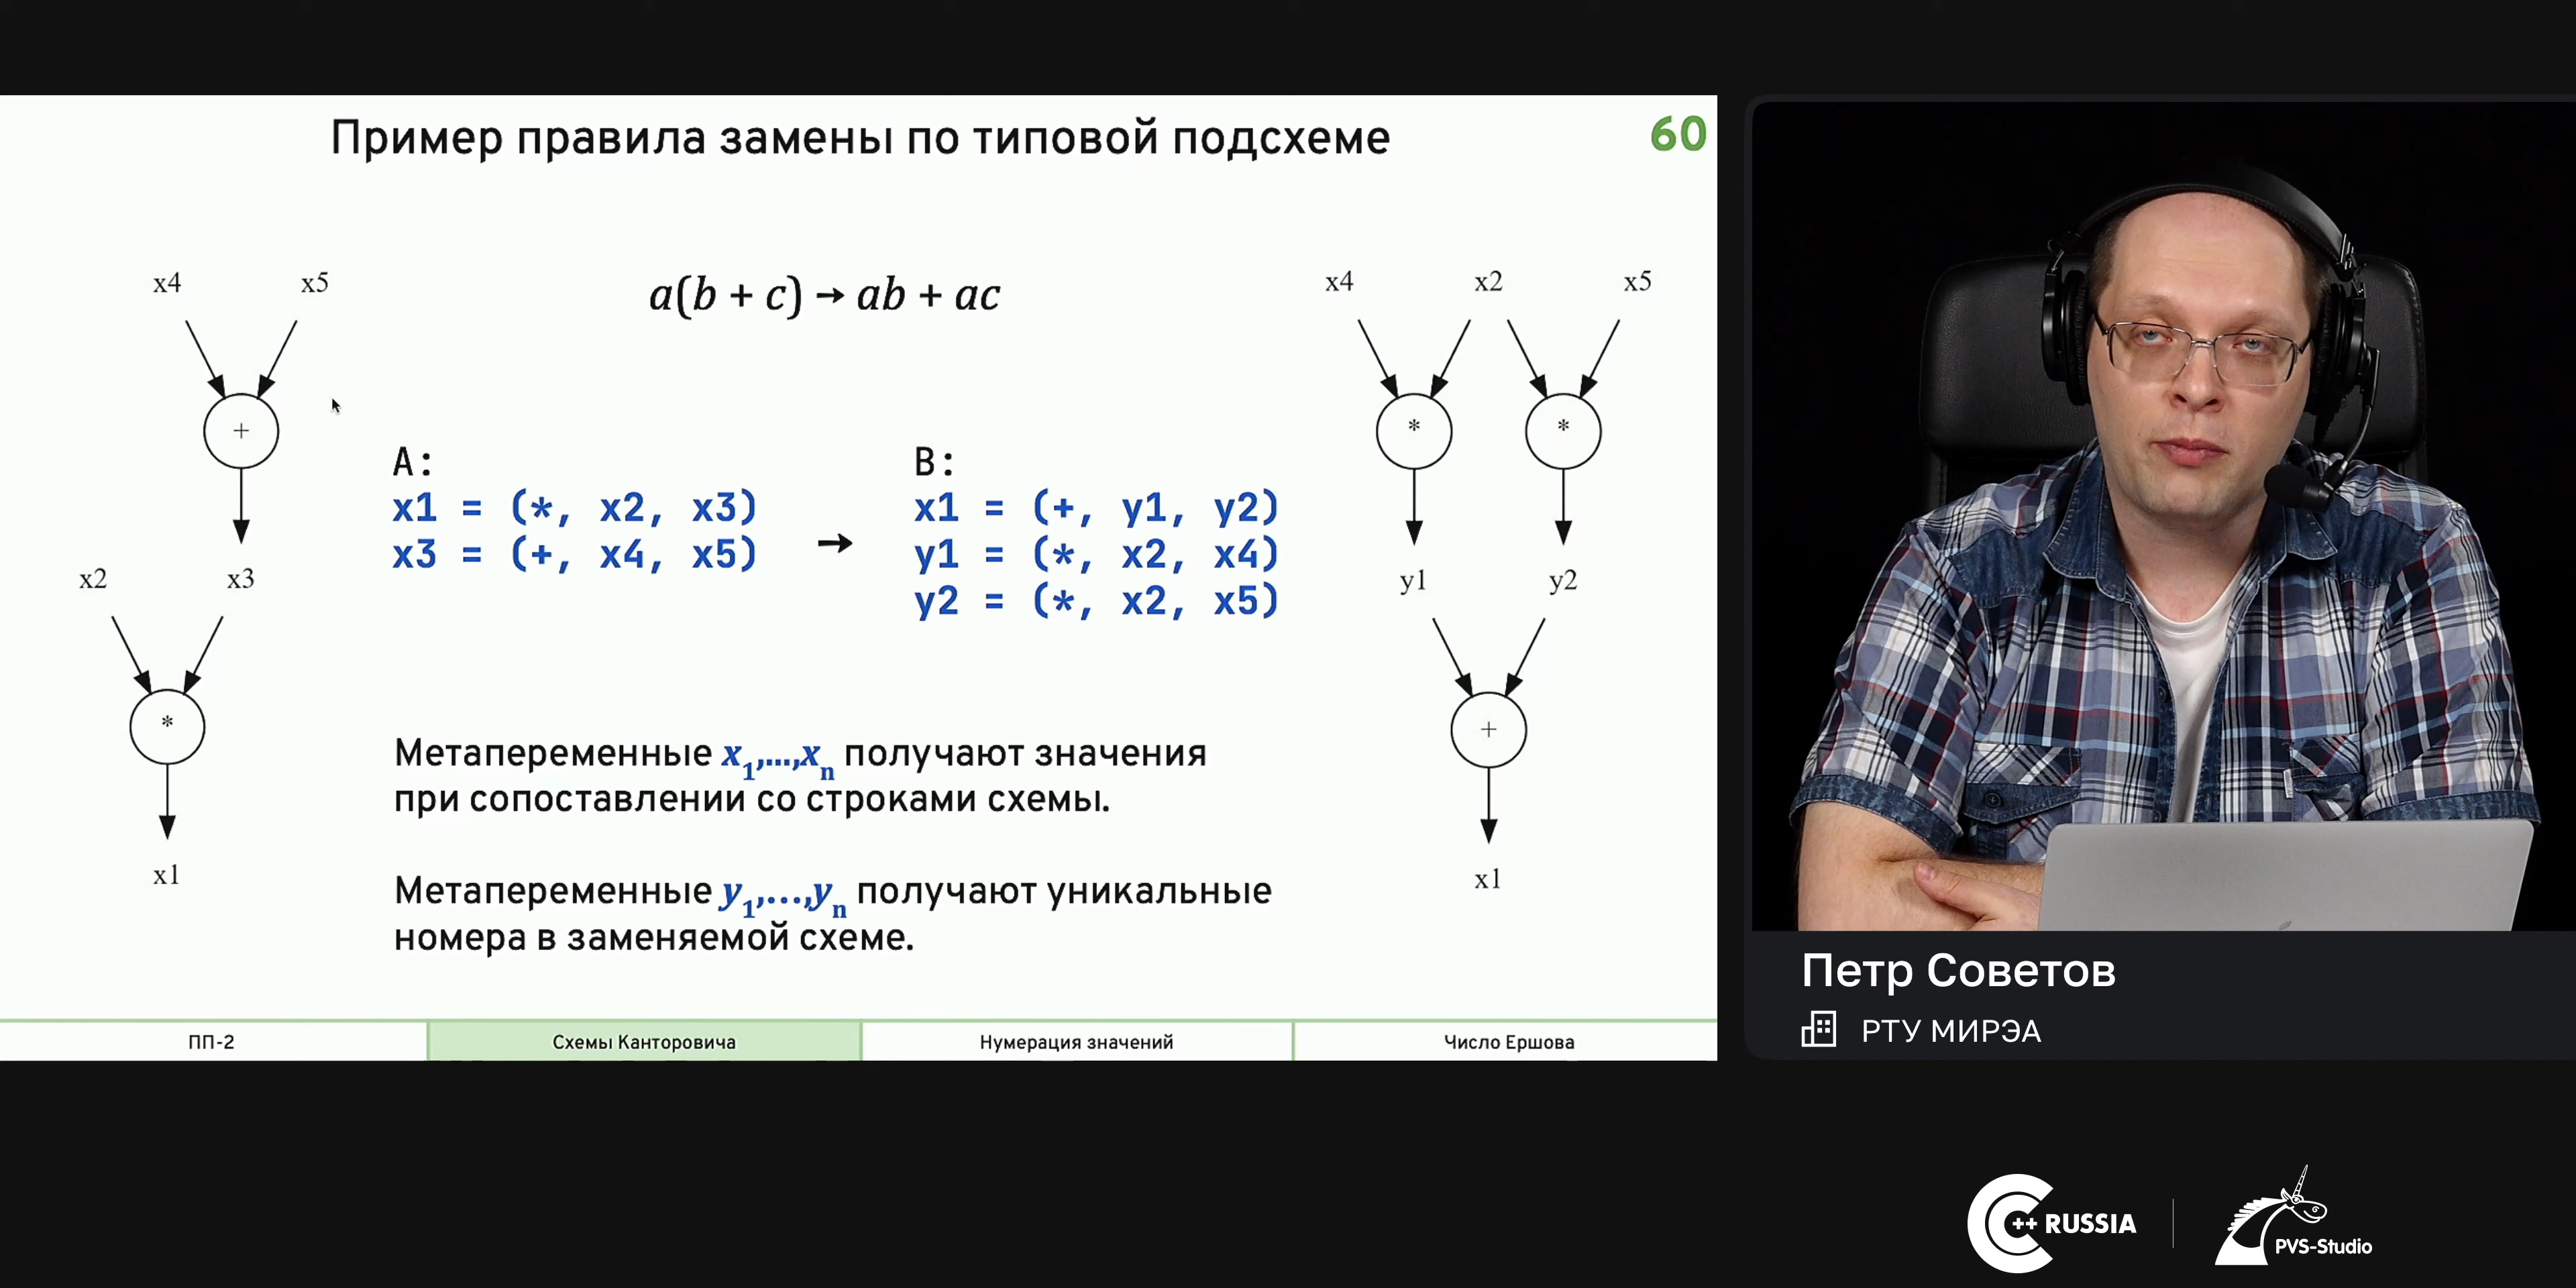 Пример правила замены по типовой подсхеме
60
a(b + c) → ab + ac
x4 x5
+
x2 x3
*
x1
A:
x1 = (*, x2, x3)
x3 = (+, x4, x5)
→
B:
x1 = (+, y1, y2)
y1 = (*, x2, x4)
y2 = (*, x2, x5)
x4 x2 x5
* *
y1 y2
+
x1
Метапеременные x1,...,xn получают значения
при сопоставлении со строками схемы.
Метапеременные y1,...,yn получают уникальные
номера в заменяемой схеме.
ПП-2
Схемы Канторовича
Нумерация значений
Число Ершова
Петр Советов
РТУ МИРЭА
C++ RUSSIA
PVS-Studio